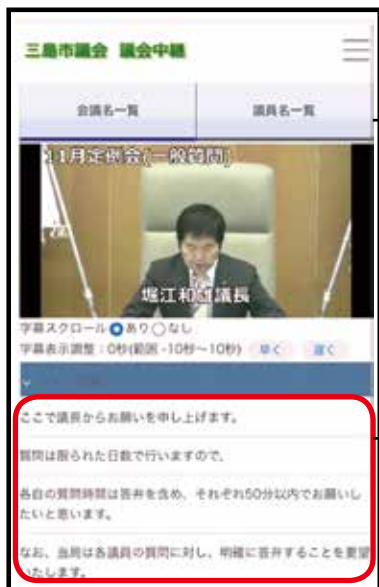 三島市議会 議会中継
会議名一覧
議員名一覧
11月定例会(一般質問)
堀江和雄議長
字幕スクロール あり なし
字幕表示調整：0秒(範囲 -10秒～10秒) 早く 遅く
ここで議長からお願いを申し上げます。
質問は限られた日数で行いますので、
各自の質問時間は答弁を含め、それぞれ50分以内でお願いし
たいと思います。
なお、当局は各議員の質問に対し、明確に答弁することを要望
いたします。